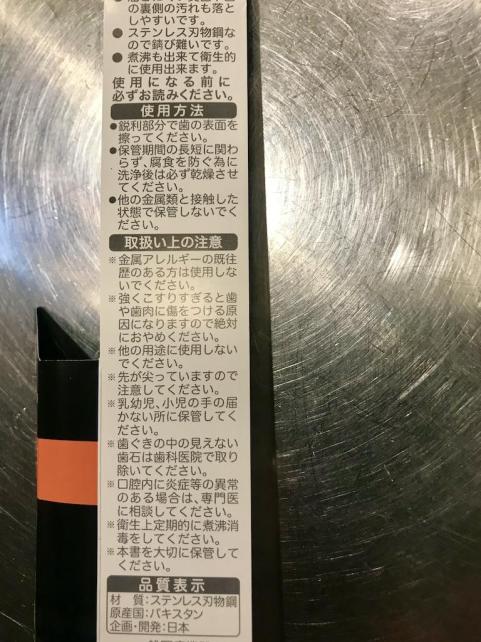 の裏側の汚れも落と
しやすいです。
●ステンレス刃物鋼な
ので錆び難いです。
●煮沸も出来て衛生的
に使用出来ます。
使用になる前に
必ずお読みください。
使用方法
●鋭利部分で歯の表面を
擦ってください。
●保管期間の長短に関わ
らず、腐食を防ぐ為に
洗浄後は必ず乾燥させ
てください。
●他の金属類と接触した
状態で保管しないでく
ださい。
取扱い上の注意
※金属アレルギーの既往
歴のある方は使用しな
いでください。
※強くこすりすぎると歯
や歯肉に傷をつける原
因になりますので絶対
におやめください。
※他の用途に使用しない
でください。
※先が尖っていますので
注意してください。
※乳幼児、小児の手の届
かない所に保管してく
ださい。
※歯ぐきの中の見えない
歯石は歯科医院で取り
除いてください。
※口腔内に炎症等の異常
のある場合は、専門医
に相談してください。
※衛生上定期的に煮沸消
毒をしてください。
※本書を大切に保管して
ください。
品質表示
材 質:ステンレス刃物鋼
原産国:パキスタン
企画・開発:日本